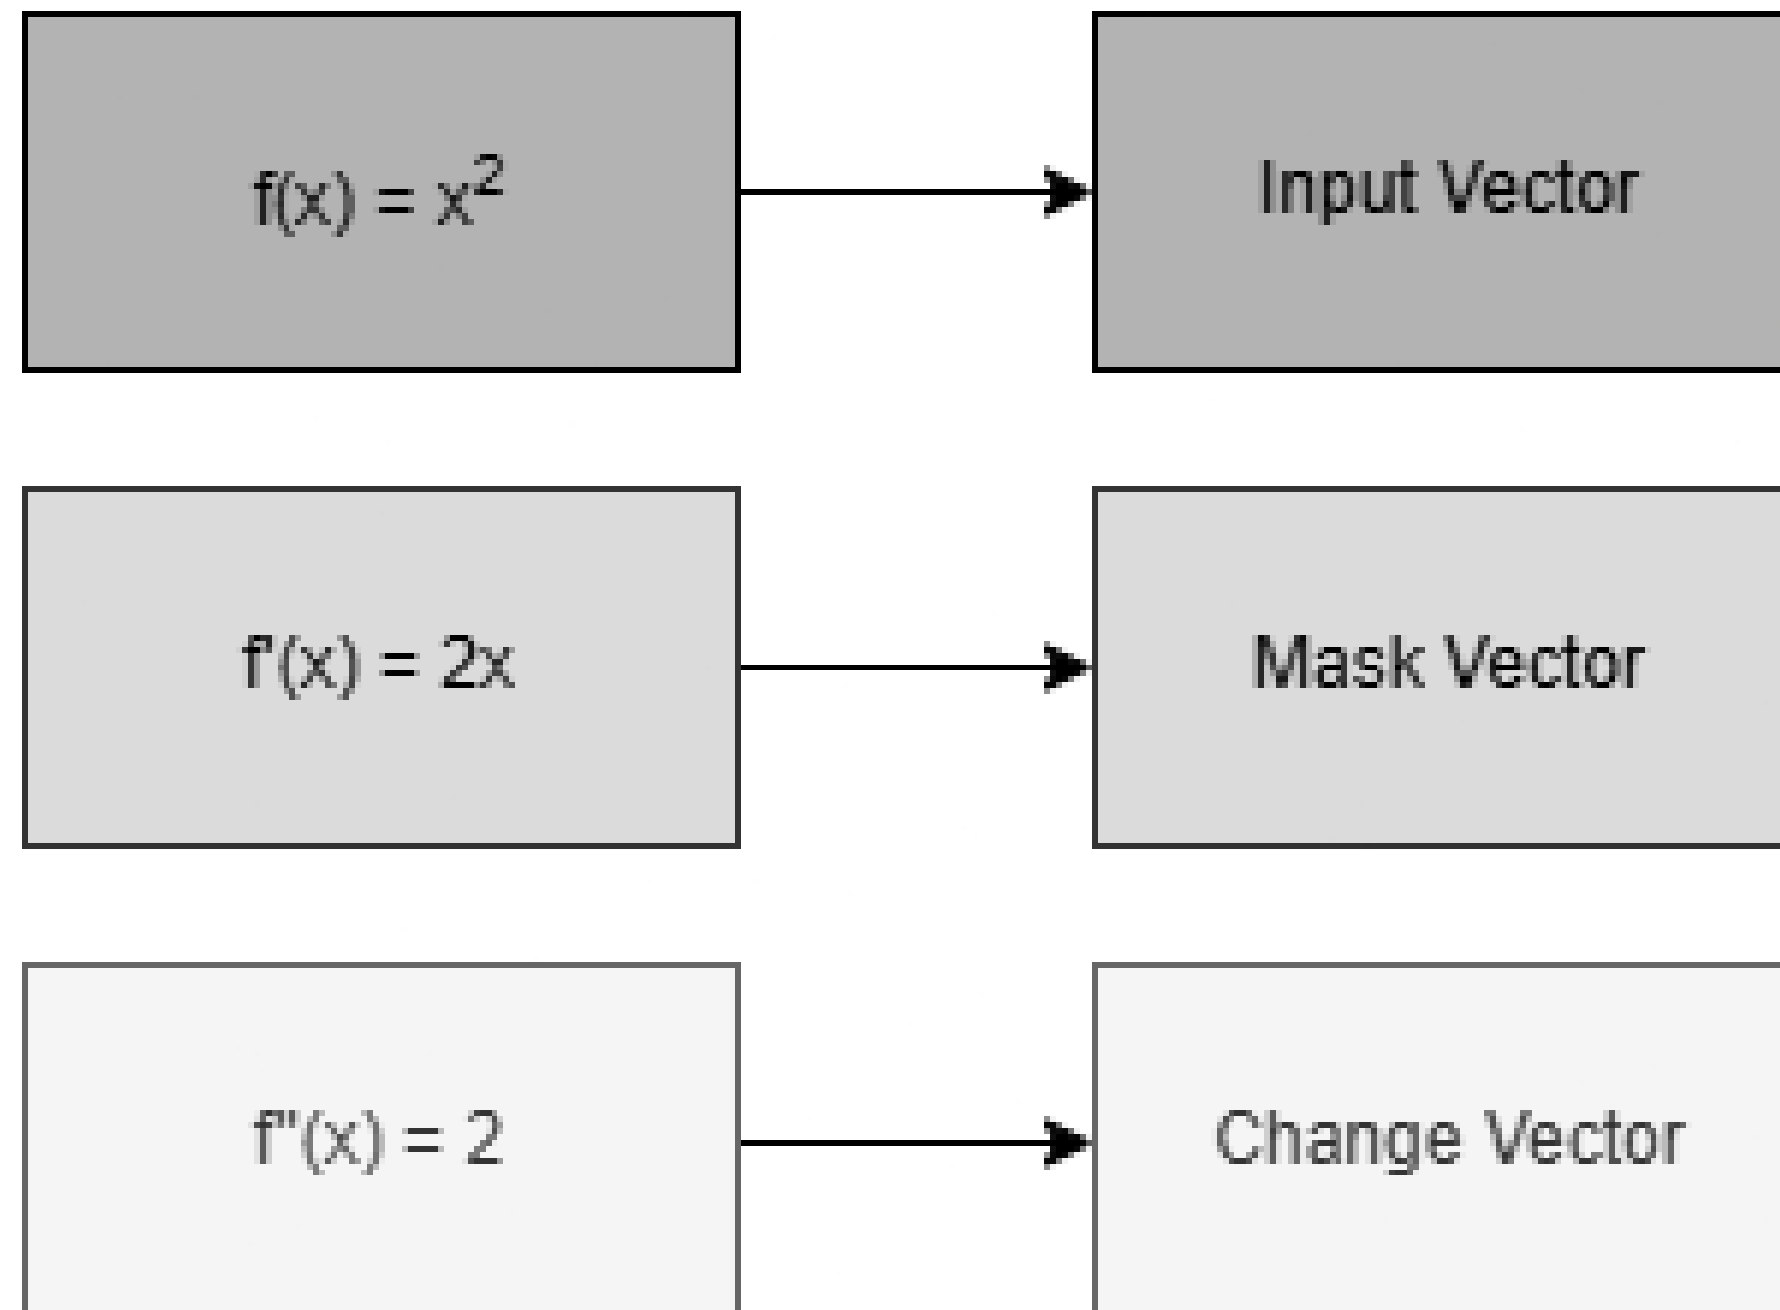 f(x) = x²
Input Vector
f'(x) = 2x
Mask Vector
f"(x) = 2
Change Vector